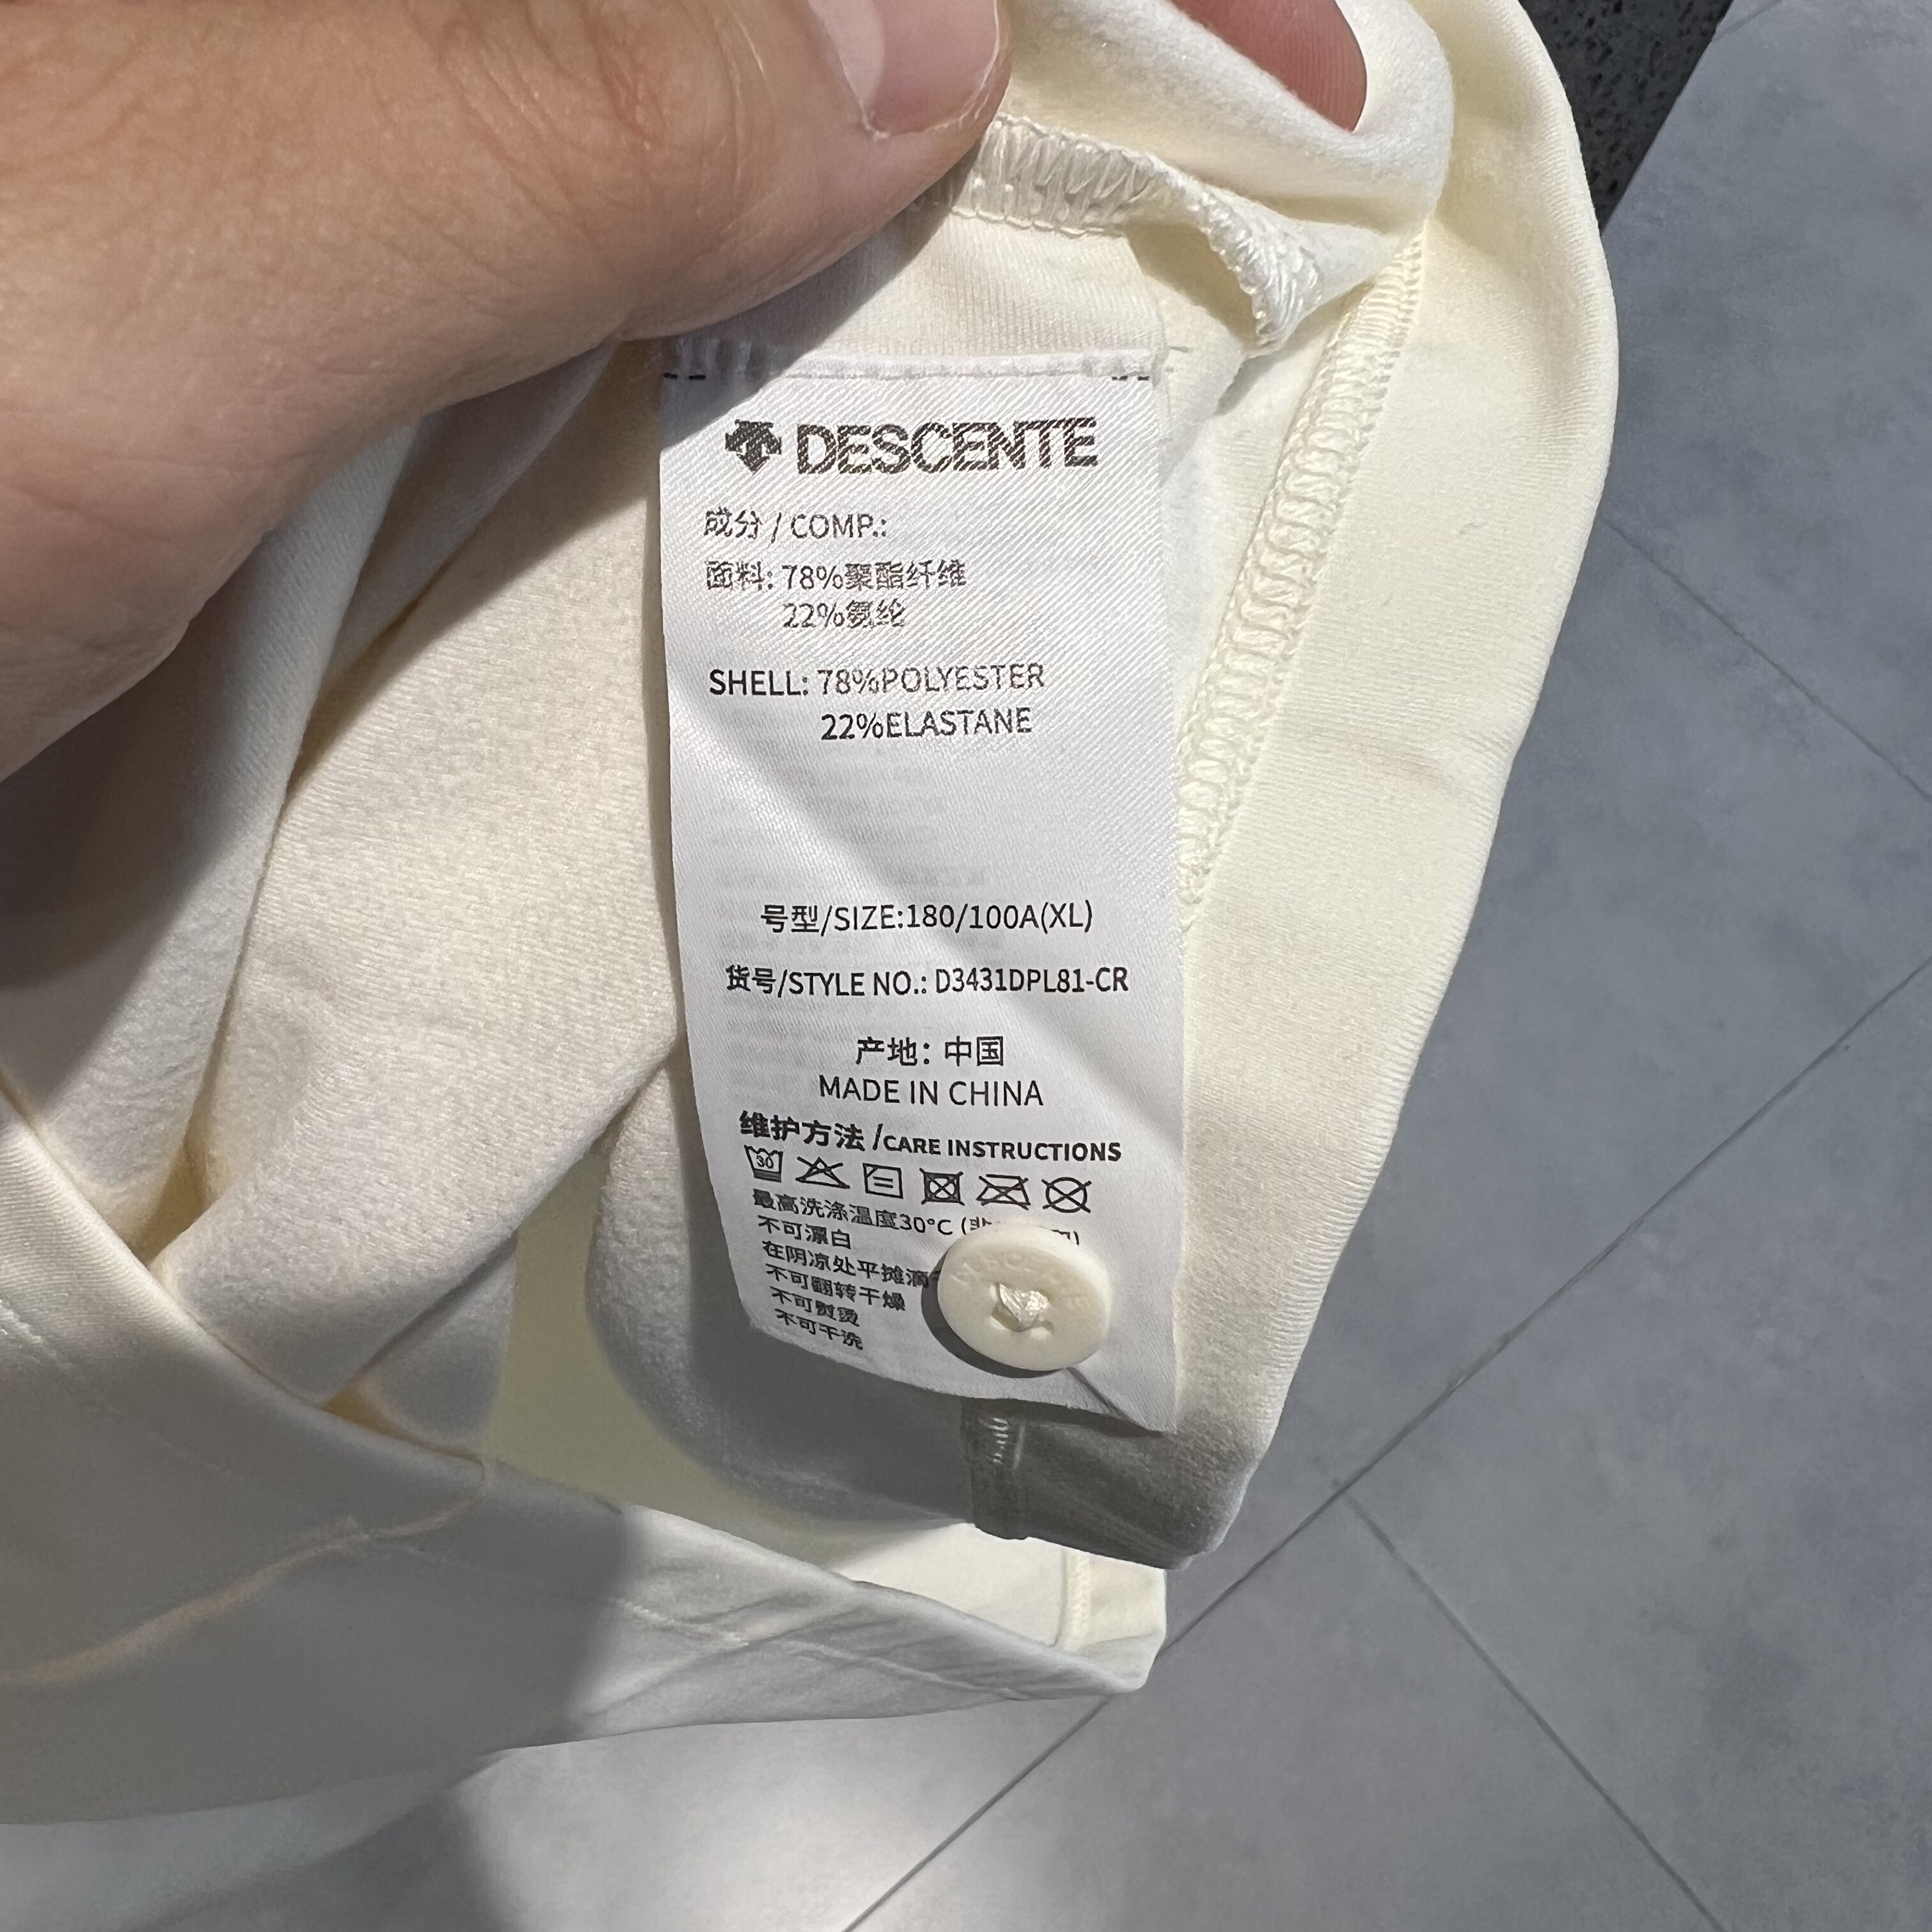 DESCENTE
成分 / COMP.:
面料: 78%聚酯纤维
22%氨纶
SHELL: 78%POLYESTER
22%ELASTANE
号型/SIZE:180/100A(XL)
货号/STYLE NO.: D3431DPL81-CR
产地: 中国
MADE IN CHINA
维护方法 /CARE INSTRUCTIONS
30
最高洗涤温度30°C (
不可漂白
在阴凉处平摊滴
不可翻转干燥
不可熨烫
不可干洗